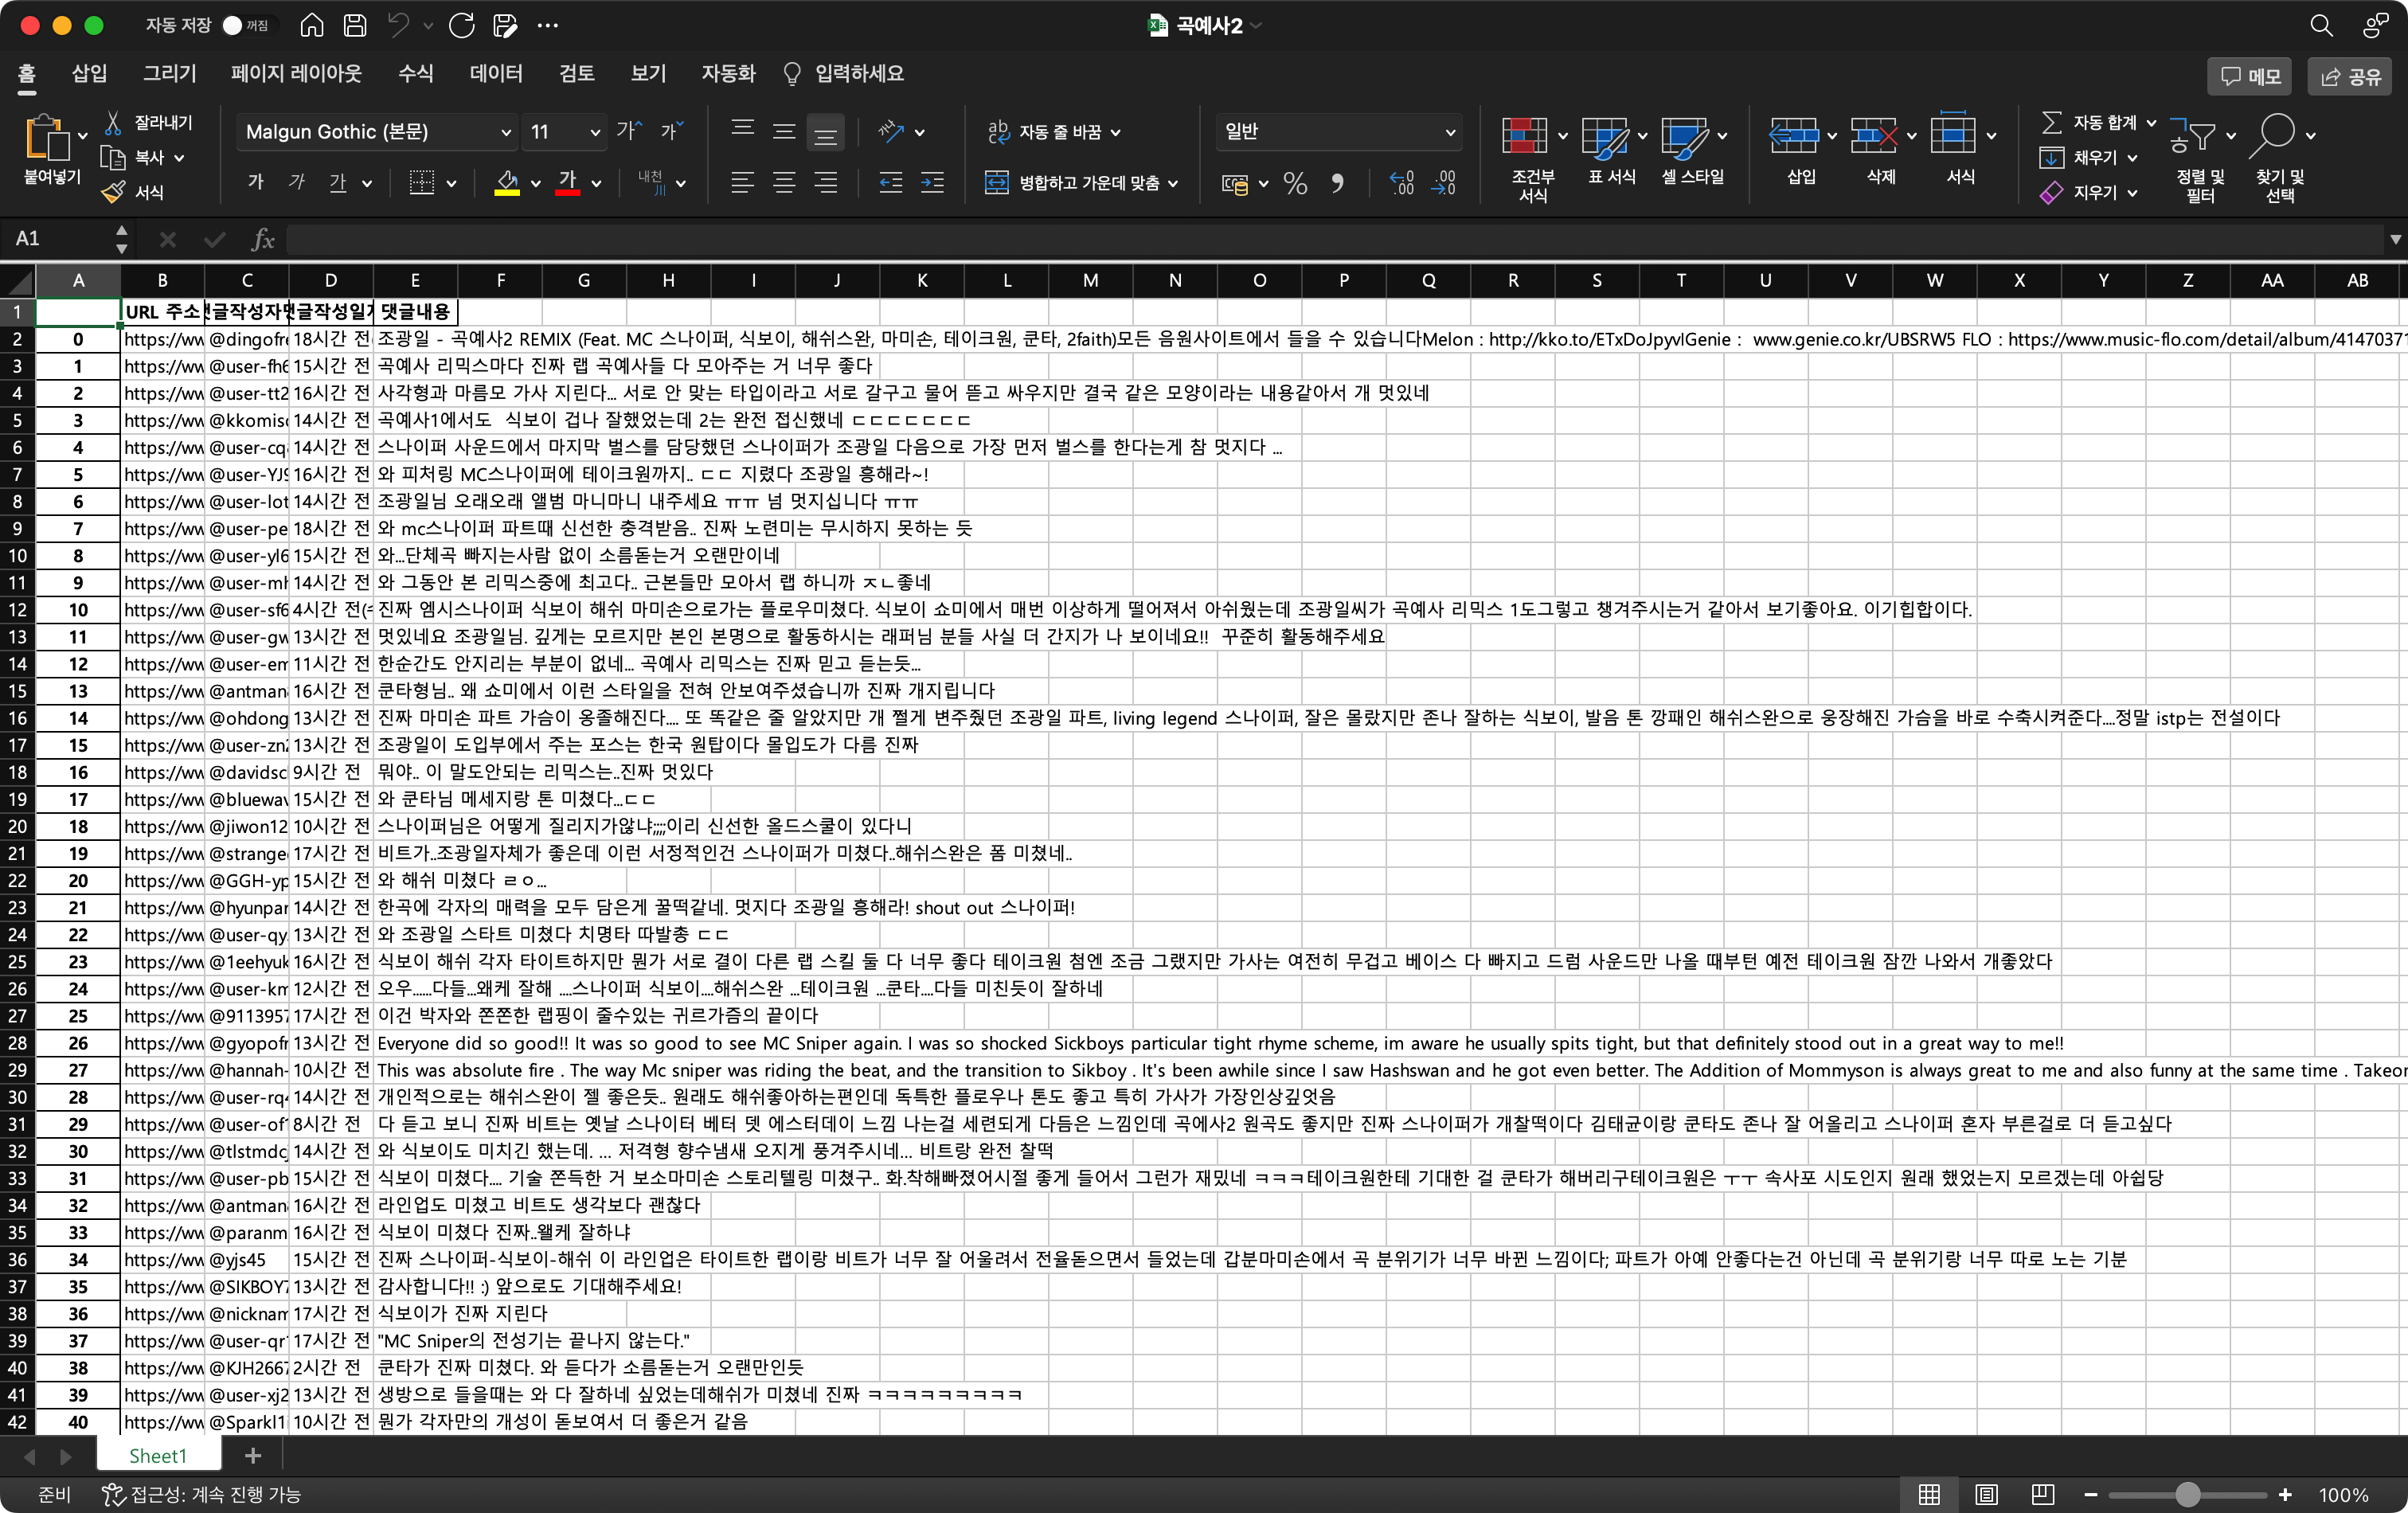 자동 저장 꺼짐 곡예사2
홈 삽입 그리기 페이지 레이아웃 수식 데이터 검토 보기 자동화 입력하세요 메모 공유
붙여넣기 잘라내기 복사 서식
Malgun Gothic (본문) 11 가 가 자동 줄 바꿈 일반
가 가 가 가 내천 병합하고 가운데 맞춤
조건부 서식 표 서식 셀 스타일 삽입 삭제 서식 자동 합계 채우기 지우기 정렬 및 필터 찾기 및 선택
A1 fx
A B C D E F G H I J K L M N O P Q R S T U V W X Y Z AA AB
1 URL 주소 글작성자 글작성일 댓글내용
2 0 https://ww @dingofre 18시간 전 조광일 - 곡예사2 REMIX (Feat. MC 스나이퍼, 식보이, 해쉬스완, 마미손, 테이크원, 쿤타, 2faith)모든 음원사이트에서 들을 수 있습니다Melon : http://kko.to/ETxDoJpyvIGenie : www.genie.co.kr/UBSRW5 FLO : https://www.music-flo.com/detail/album/41470371
3 1 https://ww @user-fh6 15시간 전 곡예사 리믹스마다 진짜 랩 곡예사들 다 모아주는 거 너무 좋다
4 2 https://ww @user-tt2 16시간 전 사각형과 마름모 가사 지린다... 서로 안 맞는 타입이라고 서로 갈구고 물어 뜯고 싸우지만 결국 같은 모양이라는 내용같아서 개 멋있네
5 3 https://ww @kkomisc 14시간 전 곡예사1에서도  식보이 겁나 잘했었는데 2는 완전 접신했네 ㄷㄷㄷㄷㄷㄷㄷ
6 4 https://ww @user-cq 14시간 전 스나이퍼 사운드에서 마지막 벌스를 담당했던 스나이퍼가 조광일 다음으로 가장 먼저 벌스를 한다는게 참 멋지다 ...
7 5 https://ww @user-YJ9 16시간 전 와 피처링 MC스나이퍼에 테이크원까지.. ㄷㄷ 지렸다 조광일 흥해라~!
8 6 https://ww @user-lot 14시간 전 조광일님 오래오래 앨범 마니마니 내주세요 ㅠㅠ 넘 멋지십니다 ㅠㅠ
9 7 https://ww @user-pe 18시간 전 와 mc스나이퍼 파트때 신선한 충격받음.. 진짜 노련미는 무시하지 못하는 듯
10 8 https://ww @user-yl6 15시간 전 와...단체곡 빠지는사람 없이 소름돋는거 오랜만이네
11 9 https://ww @user-mh 14시간 전 와 그동안 본 리믹스중에 최고다.. 근본들만 모아서 랩 하니까 ㅈㄴ좋네
12 10 https://ww @user-sf6 4시간 전( 진짜 엠시스나이퍼 식보이 해쉬 마미손으로가는 플로우미쳤다. 식보이 쇼미에서 매번 이상하게 떨어져서 아쉬웠는데 조광일씨가 곡예사 리믹스 1도그렇고 챙겨주시는거 같아서 보기좋아요. 이기힙합이다.
13 11 https://ww @user-gw 13시간 전 멋있네요 조광일님. 깊게는 모르지만 본인 본명으로 활동하시는 래퍼님 분들 사실 더 간지가 나 보이네요!!  꾸준히 활동해주세요
14 12 https://ww @user-em 11시간 전 한순간도 안지리는 부분이 없네... 곡예사 리믹스는 진짜 믿고 듣는듯...
15 13 https://ww @antman 16시간 전 쿤타형님.. 왜 쇼미에서 이런 스타일을 전혀 안보여주셨습니까 진짜 개지립니다
16 14 https://ww @ohdong 13시간 전 진짜 마미손 파트 가슴이 옹졸해진다.... 또 똑같은 줄 알았지만 개 쩔게 변주줬던 조광일 파트, living legend 스나이퍼, 잘은 몰랐지만 존나 잘하는 식보이, 발음 톤 깡패인 해쉬스완으로 웅장해진 가슴을 바로 수축시켜준다....정말 istp는 전설이다
17 15 https://ww @user-zn2 13시간 전 조광일이 도입부에서 주는 포스는 한국 원탑이다 몰입도가 다름 진짜
18 16 https://ww @davidsc 9시간 전 뭐야.. 이 말도안되는 리믹스는..진짜 멋있다
19 17 https://ww @bluewav 15시간 전 와 쿤타님 메세지랑 톤 미쳤다...ㄷㄷ
20 18 https://ww @jiwon12 10시간 전 스나이퍼님은 어떻게 질리지가않냐;;;;이리 신선한 올드스쿨이 있다니
21 19 https://ww @strange 17시간 전 비트가..조광일자체가 좋은데 이런 서정적인건 스나이퍼가 미쳤다..해쉬스완은 폼 미쳤네..
22 20 https://ww @GGH-yp 15시간 전 와 해쉬 미쳤다 ㄹㅇ...
23 21 https://ww @hyunpar 14시간 전 한곡에 각자의 매력을 모두 담은게 꿀떡같네. 멋지다 조광일 흥해라! shout out 스나이퍼!
24 22 https://ww @user-qy 13시간 전 와 조광일 스타트 미쳤다 치명타 따발총 ㄷㄷ
25 23 https://ww @1eehyuk 16시간 전 식보이 해쉬 각자 타이트하지만 뭔가 서로 결이 다른 랩 스킬 둘 다 너무 좋다 테이크원 첨엔 조금 그랬지만 가사는 여전히 무겁고 베이스 다 빠지고 드럼 사운드만 나올 때부턴 예전 테이크원 잠깐 나와서 개좋았다
26 24 https://ww @user-km 12시간 전 오우......다들...왜케 잘해 ....스나이퍼 식보이....해쉬스완 ...테이크원 ...쿤타....다들 미친듯이 잘하네
27 25 https://ww @9113957 17시간 전 이건 박자와 쫀쫀한 랩핑이 줄수있는 귀르가즘의 끝이다
28 26 https://ww @gyopofr 13시간 전 Everyone did so good!! It was so good to see MC Sniper again. I was so shocked Sickboys particular tight rhyme scheme, im aware he usually spits tight, but that definitely stood out in a great way to me!!
29 27 https://ww @hannah- 10시간 전 This was absolute fire . The way Mc sniper was riding the beat, and the transition to Sikboy . It's been awhile since I saw Hashswan and he got even better. The Addition of Mommyson is always great to me and also funny at the same time . Takeor
30 28 https://ww @user-rq4 14시간 전 개인적으로는 해쉬스완이 젤 좋은듯.. 원래도 해쉬좋아하는편인데 독특한 플로우나 톤도 좋고 특히 가사가 가장인상깊엇음
31 29 https://ww @user-of1 8시간 전 다 듣고 보니 진짜 비트는 옛날 스나이터 베터 뎃 에스터데이 느낌 나는걸 세련되게 다듬은 느낌인데 곡에사2 원곡도 좋지만 진짜 스나이퍼가 개찰떡이다 김태균이랑 쿤타도 존나 잘 어올리고 스나이퍼 혼자 부른걸로 더 듣고싶다
32 30 https://ww @tlstmdc 14시간 전 와 식보이도 미치긴 했는데. ... 저격형 향수냄새 오지게 풍겨주시네... 비트랑 완전 찰떡
33 31 https://ww @user-pb 15시간 전 식보이 미쳤다.... 기술 쫀득한 거 보소마미손 스토리텔링 미쳤구.. 화.착해빠졌어시절 좋게 들어서 그런가 재밌네 ㅋㅋㅋ테이크원한테 기대한 걸 쿤타가 해버리구테이크원은 ㅜㅜ 속사포 시도인지 원래 했었는지 모르겠는데 아쉽당
34 32 https://ww @antman 16시간 전 라인업도 미쳤고 비트도 생각보다 괜찮다
35 33 https://ww @paranm 16시간 전 식보이 미쳤다 진짜..웰케 잘하냐
36 34 https://ww @yjs45 15시간 전 진짜 스나이퍼-식보이-해쉬 이 라인업은 타이트한 랩이랑 비트가 너무 잘 어울려서 전율돋으면서 들었는데 갑분마미손에서 곡 분위기가 너무 바뀐 느낌이다; 파트가 아예 안좋다는건 아닌데 곡 분위기랑 너무 따로 노는 기분
37 35 https://ww @SIKBOY7 13시간 전 감사합니다!! :) 앞으로도 기대해주세요!
38 36 https://ww @nicknam 17시간 전 식보이가 진짜 지린다
39 37 https://ww @user-qr 17시간 전 "MC Sniper의 전성기는 끝나지 않는다."
40 38 https://ww @KJH2667 2시간 전 쿤타가 진짜 미쳤다. 와 듣다가 소름돋는거 오랜만인듯
41 39 https://ww @user-xj2 13시간 전 생방으로 들을때는 와 다 잘하네 싶었는데해쉬가 미쳤네 진짜 ㅋㅋㅋㅋㅋㅋㅋㅋㅋ
42 40 https://ww @Sparkl1 10시간 전 뭔가 각자만의 개성이 돋보여서 더 좋은거 같음
Sheet1
준비 접근성: 계속 진행 가능 100%